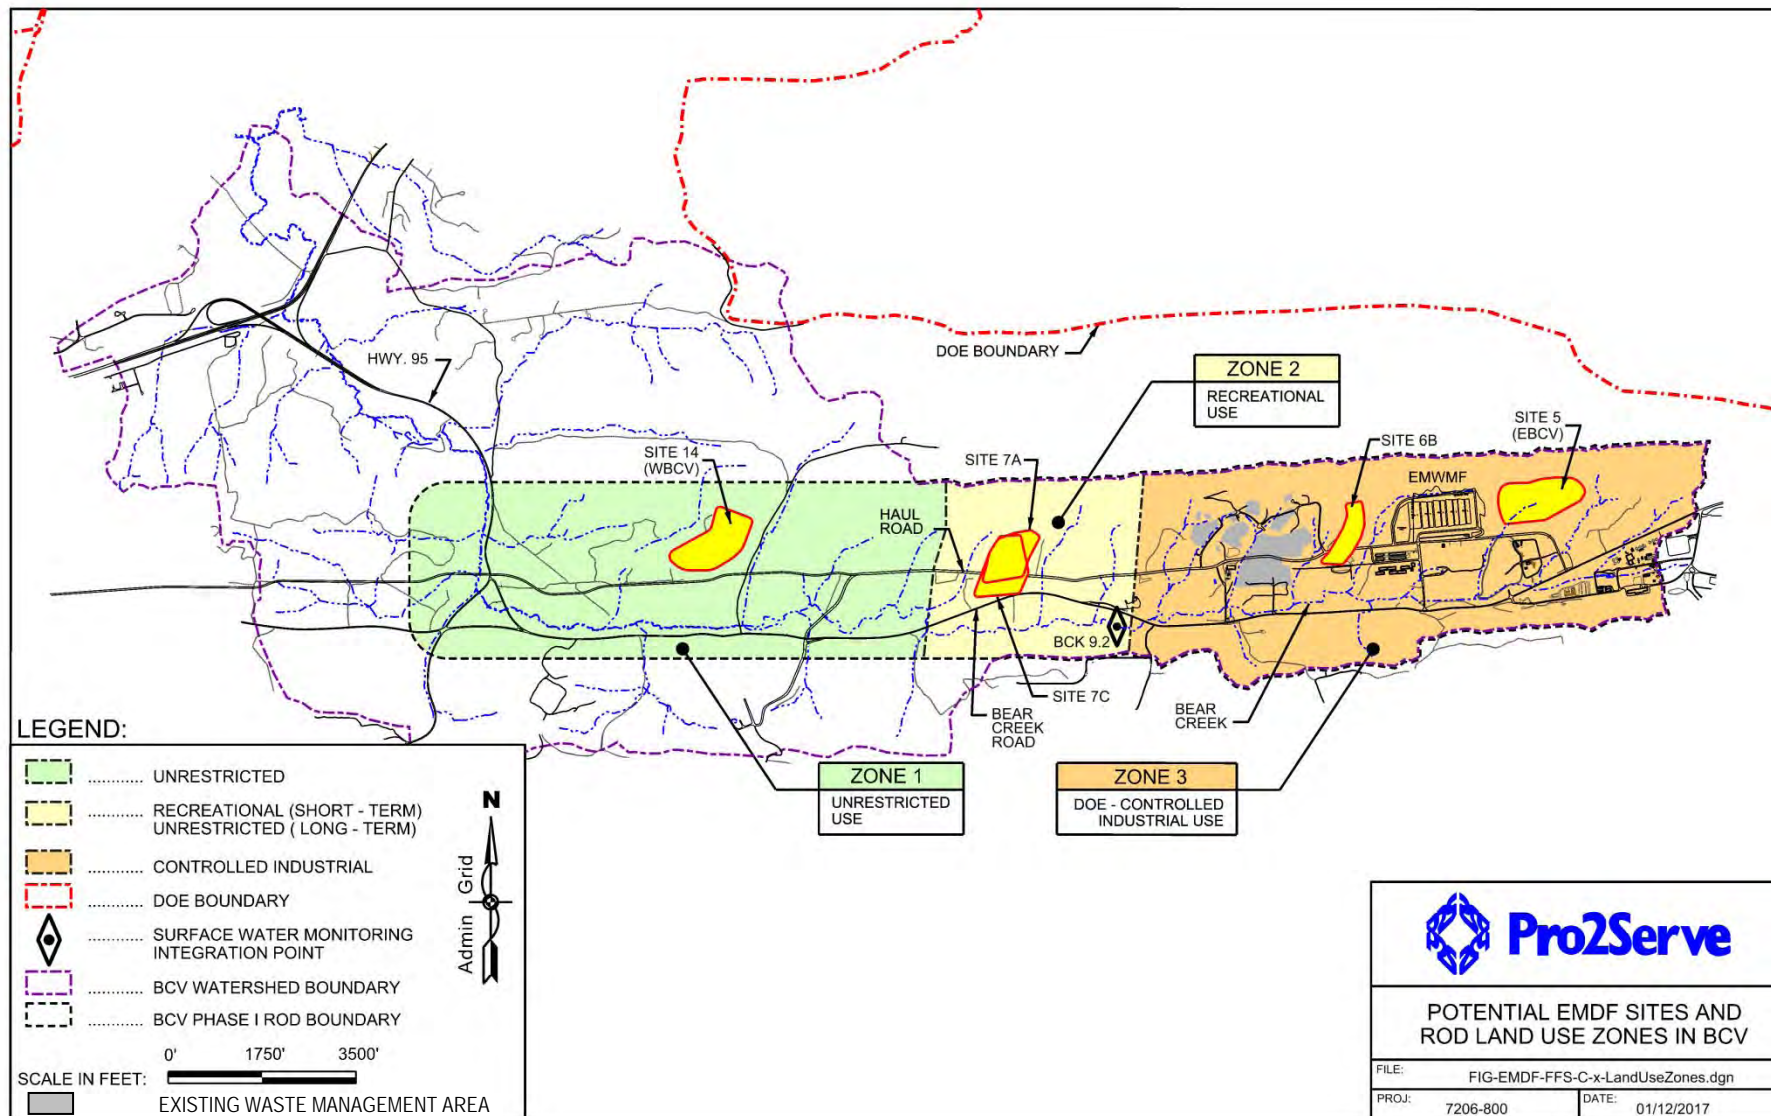 HWY. 95
DOE BOUNDARY
ZONE 2
RECREATIONAL
USE
SITE 5
(EBCV)
SITE 6B
SITE 14
(WBCV)
SITE 7A
EMWMF
HAUL
ROAD
BCK 9.2
SITE 7C
BEAR
CREEK
ROAD
BEAR
CREEK
ZONE 1
UNRESTRICTED
USE
ZONE 3
DOE - CONTROLLED
INDUSTRIAL USE
LEGEND:
............ UNRESTRICTED
............ RECREATIONAL (SHORT - TERM)
UNRESTRICTED ( LONG - TERM)
............ CONTROLLED INDUSTRIAL
............ DOE BOUNDARY
............ SURFACE WATER MONITORING
INTEGRATION POINT
............ BCV WATERSHED BOUNDARY
............ BCV PHASE I ROD BOUNDARY
N
Admin Grid
0' 1750' 3500'
SCALE IN FEET:
EXISTING WASTE MANAGEMENT AREA
Pro2Serve
POTENTIAL EMDF SITES AND
ROD LAND USE ZONES IN BCV
FILE: FIG-EMDF-FFS-C-x-LandUseZones.dgn
PROJ: 7206-800 DATE: 01/12/2017